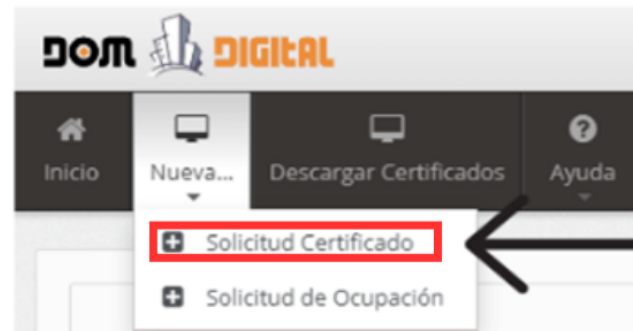 DOM DIGITAL
Inicio
Nueva...
Descargar Certificados
Ayuda
Solicitud Certificado
Solicitud de Ocupación